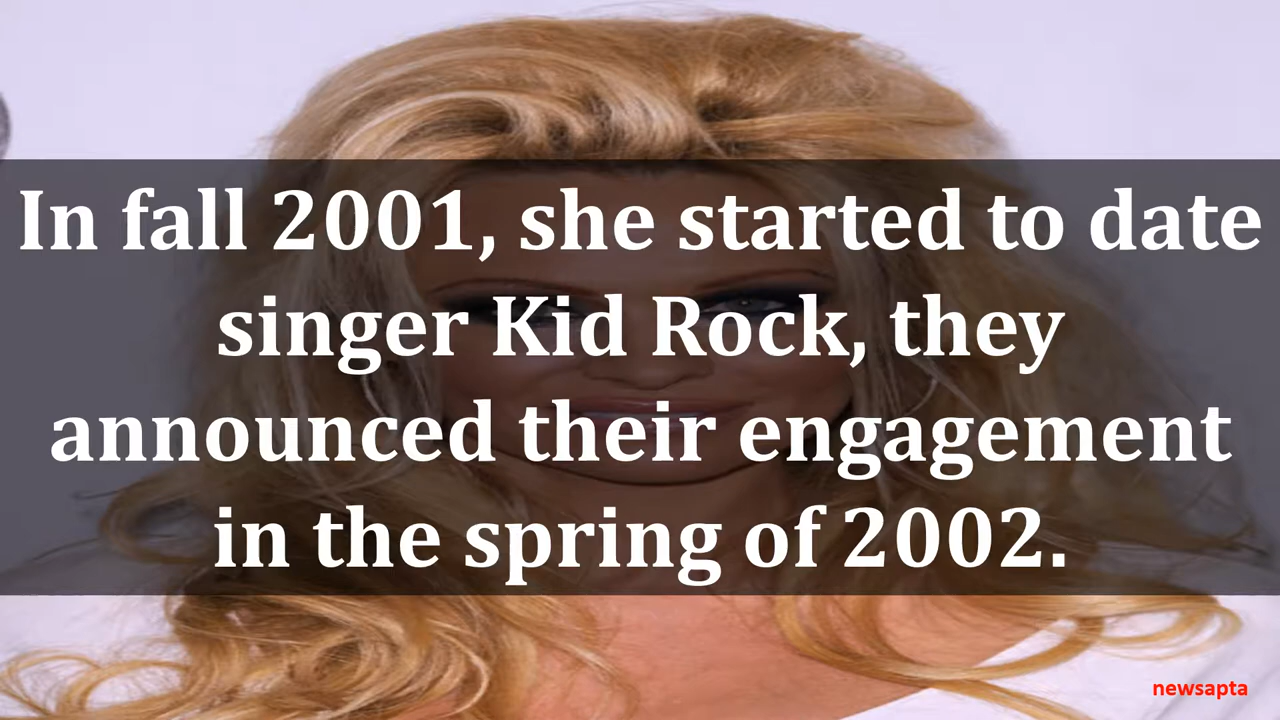 In fall 2001, she started to date
singer Kid Rock, they
announced their engagement
in the spring of 2002.
newsapta